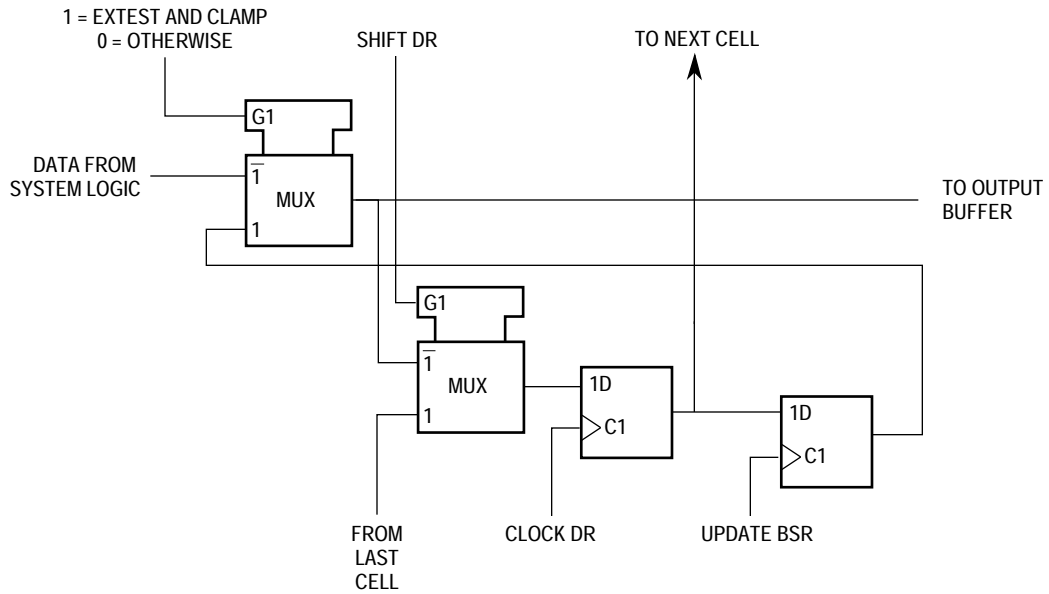 1 = EXTEST AND CLAMP
0 = OTHERWISE
SHIFT DR
TO NEXT CELL
G1
DATA FROM
SYSTEM LOGIC
1
MUX
1
TO OUTPUT
BUFFER
G1
1
MUX
1
1D
C1
1D
C1
FROM
LAST
CELL
CLOCK DR
UPDATE BSR